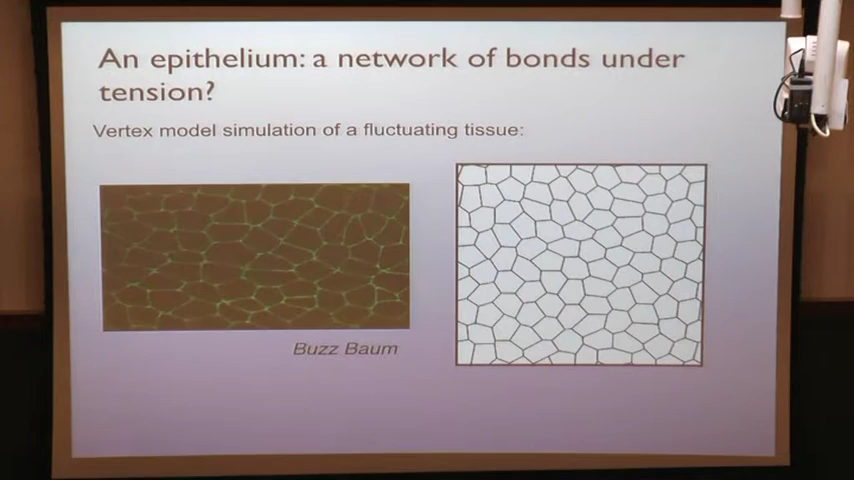 An epithelium: a network of bonds under
tension?
Vertex model simulation of a fluctuating tissue:
Buzz Baum